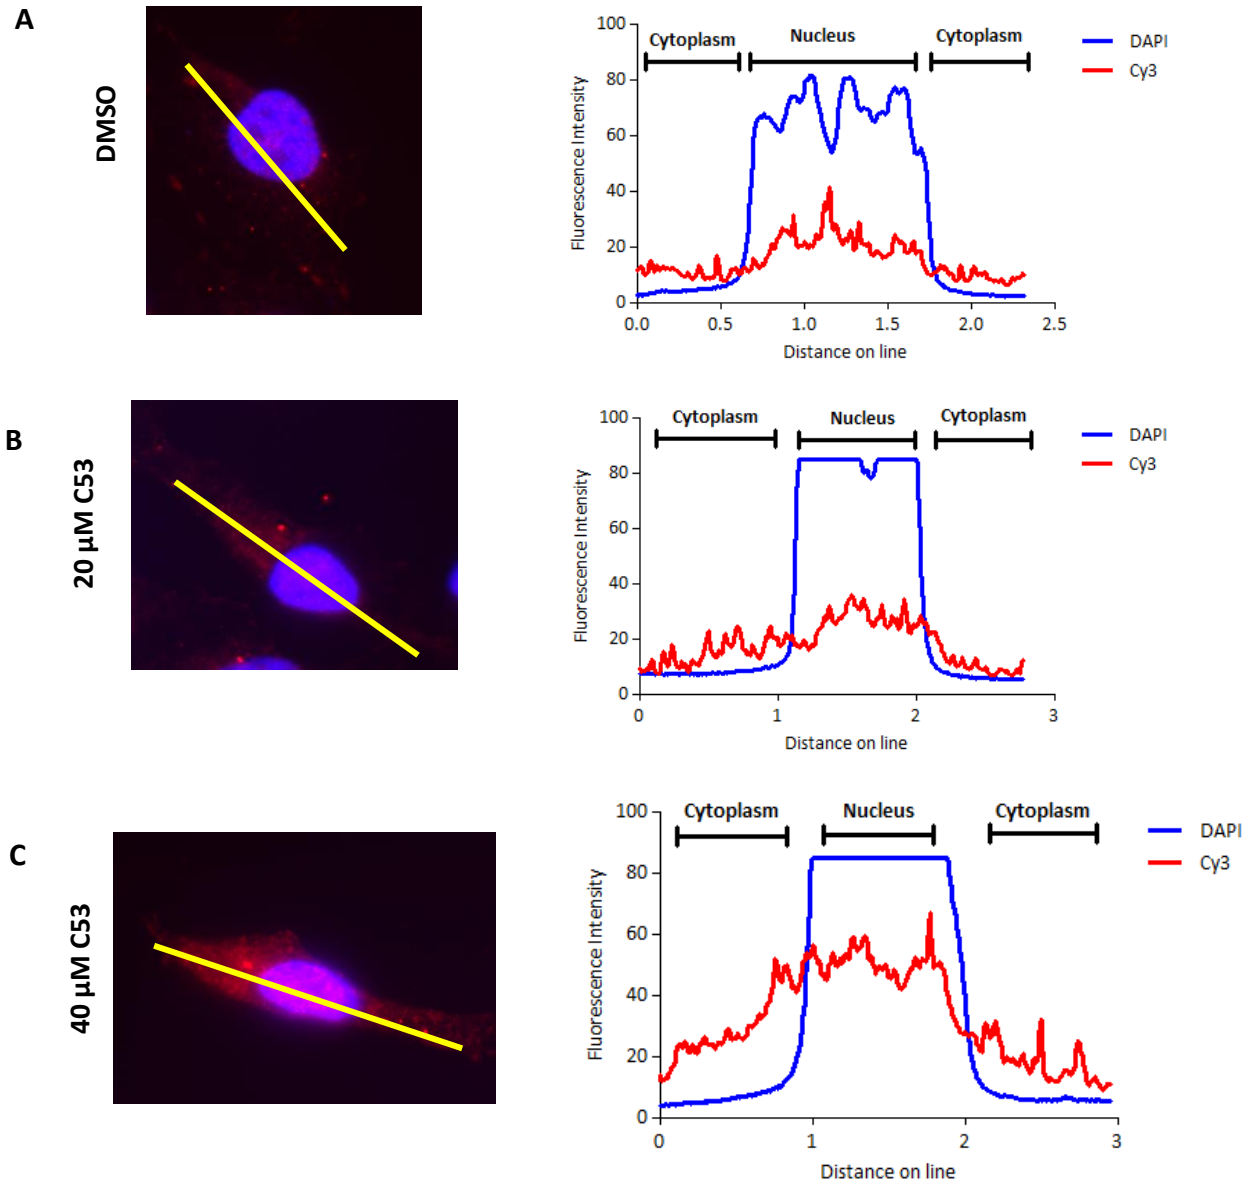 A
DMSO
100
80
60
40
20
0
Fluorescence Intensity
Cytoplasm
Nucleus
Cytoplasm
DAPI
Cy3
0.0
0.5
1.0
1.5
2.0
2.5
Distance on line
B
20 µM C53
100
80
60
40
20
0
Fluorescence Intensity
Cytoplasm
Nucleus
Cytoplasm
DAPI
Cy3
0
1
2
3
Distance on line
C
40 µM C53
100
80
60
40
20
0
Fluorescence Intensity
Cytoplasm
Nucleus
Cytoplasm
DAPI
Cy3
0
1
2
3
Distance on line